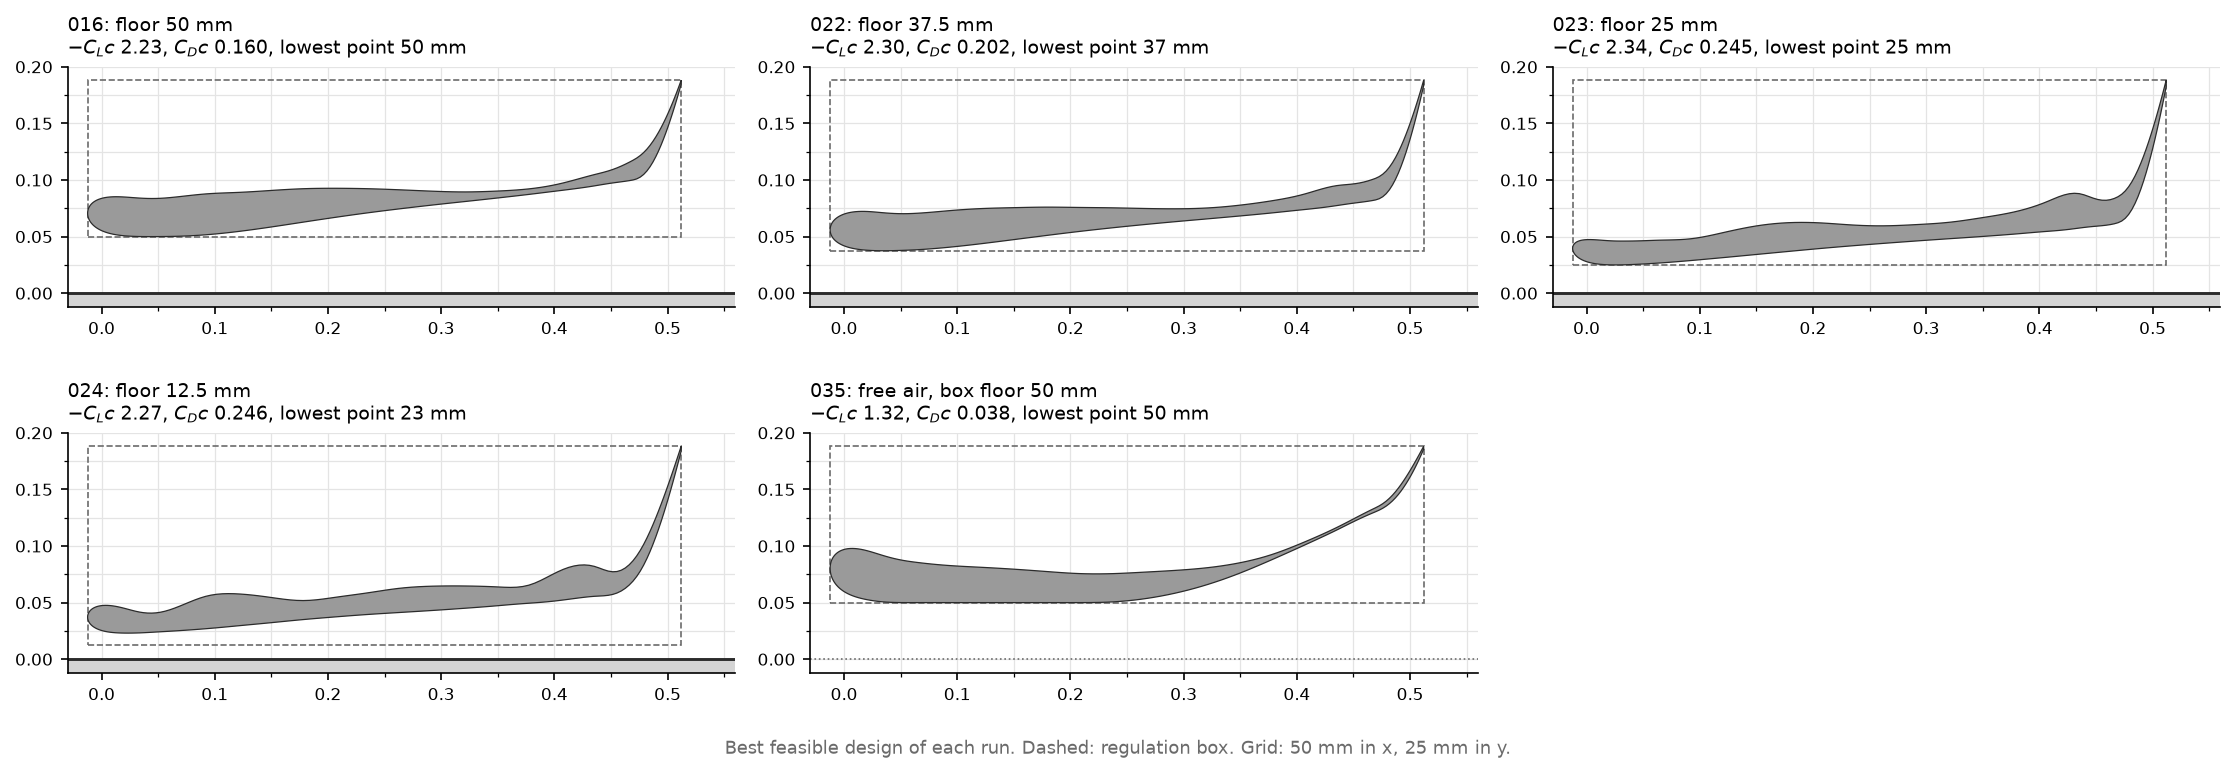 016: floor 50 mm
−C_Lc 2.23, C_Dc 0.160, lowest point 50 mm
0.20
0.15
0.10
0.05
0.00
0.0 0.1 0.2 0.3 0.4 0.5
022: floor 37.5 mm
−C_Lc 2.30, C_Dc 0.202, lowest point 37 mm
0.20
0.15
0.10
0.05
0.00
0.0 0.1 0.2 0.3 0.4 0.5
023: floor 25 mm
−C_Lc 2.34, C_Dc 0.245, lowest point 25 mm
0.20
0.15
0.10
0.05
0.00
0.0 0.1 0.2 0.3 0.4 0.5
024: floor 12.5 mm
−C_Lc 2.27, C_Dc 0.246, lowest point 23 mm
0.20
0.15
0.10
0.05
0.00
0.0 0.1 0.2 0.3 0.4 0.5
035: free air, box floor 50 mm
−C_Lc 1.32, C_Dc 0.038, lowest point 50 mm
0.20
0.15
0.10
0.05
0.00
0.0 0.1 0.2 0.3 0.4 0.5
Best feasible design of each run. Dashed: regulation box. Grid: 50 mm in x, 25 mm in y.